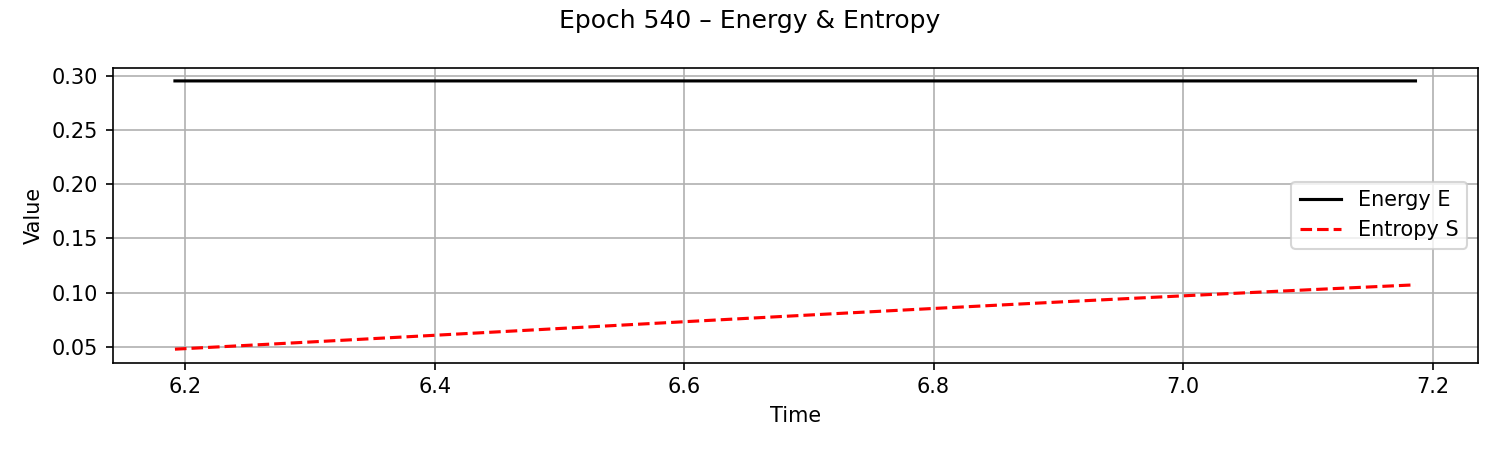 Epoch 540 – Energy & Entropy
Value
0.30
0.25
0.20
0.15
0.10
0.05
Energy E
Entropy S
6.2 6.4 6.6 6.8 7.0 7.2
Time